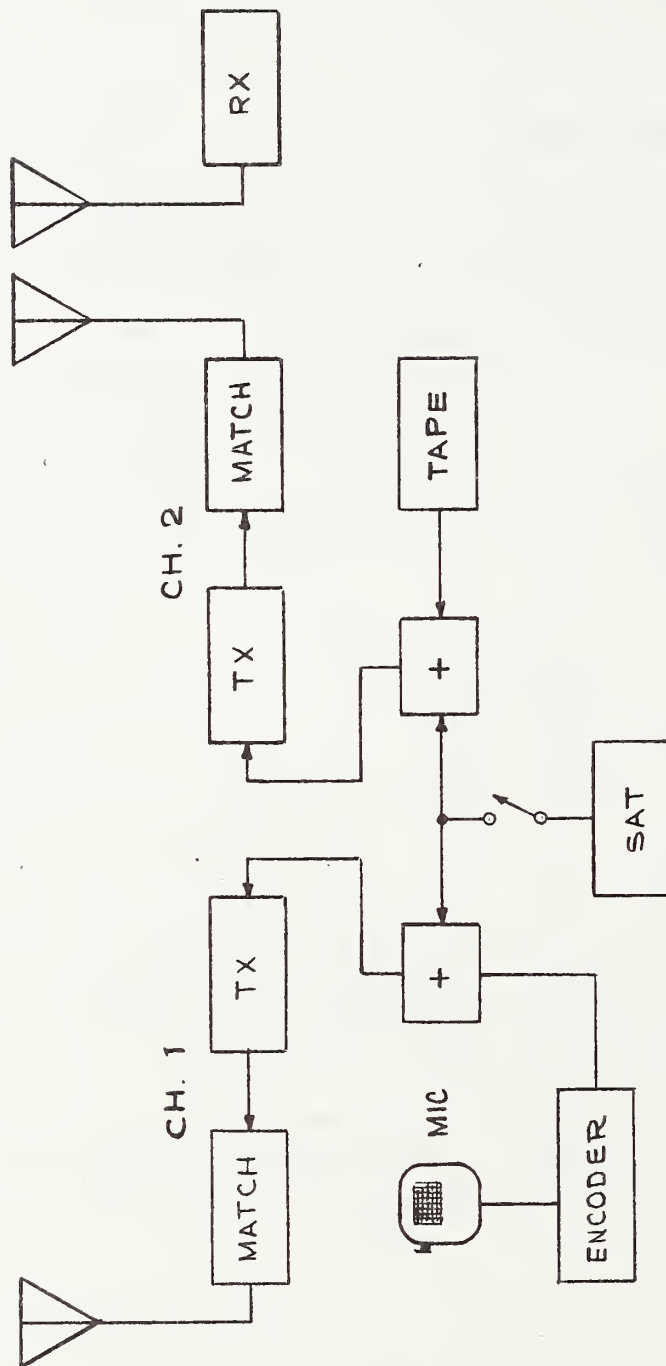 RX
MATCH
TAPE
CH. 2
TX
+
SAT
TX
+
CH. 1
MIC
MATCH
ENCODER